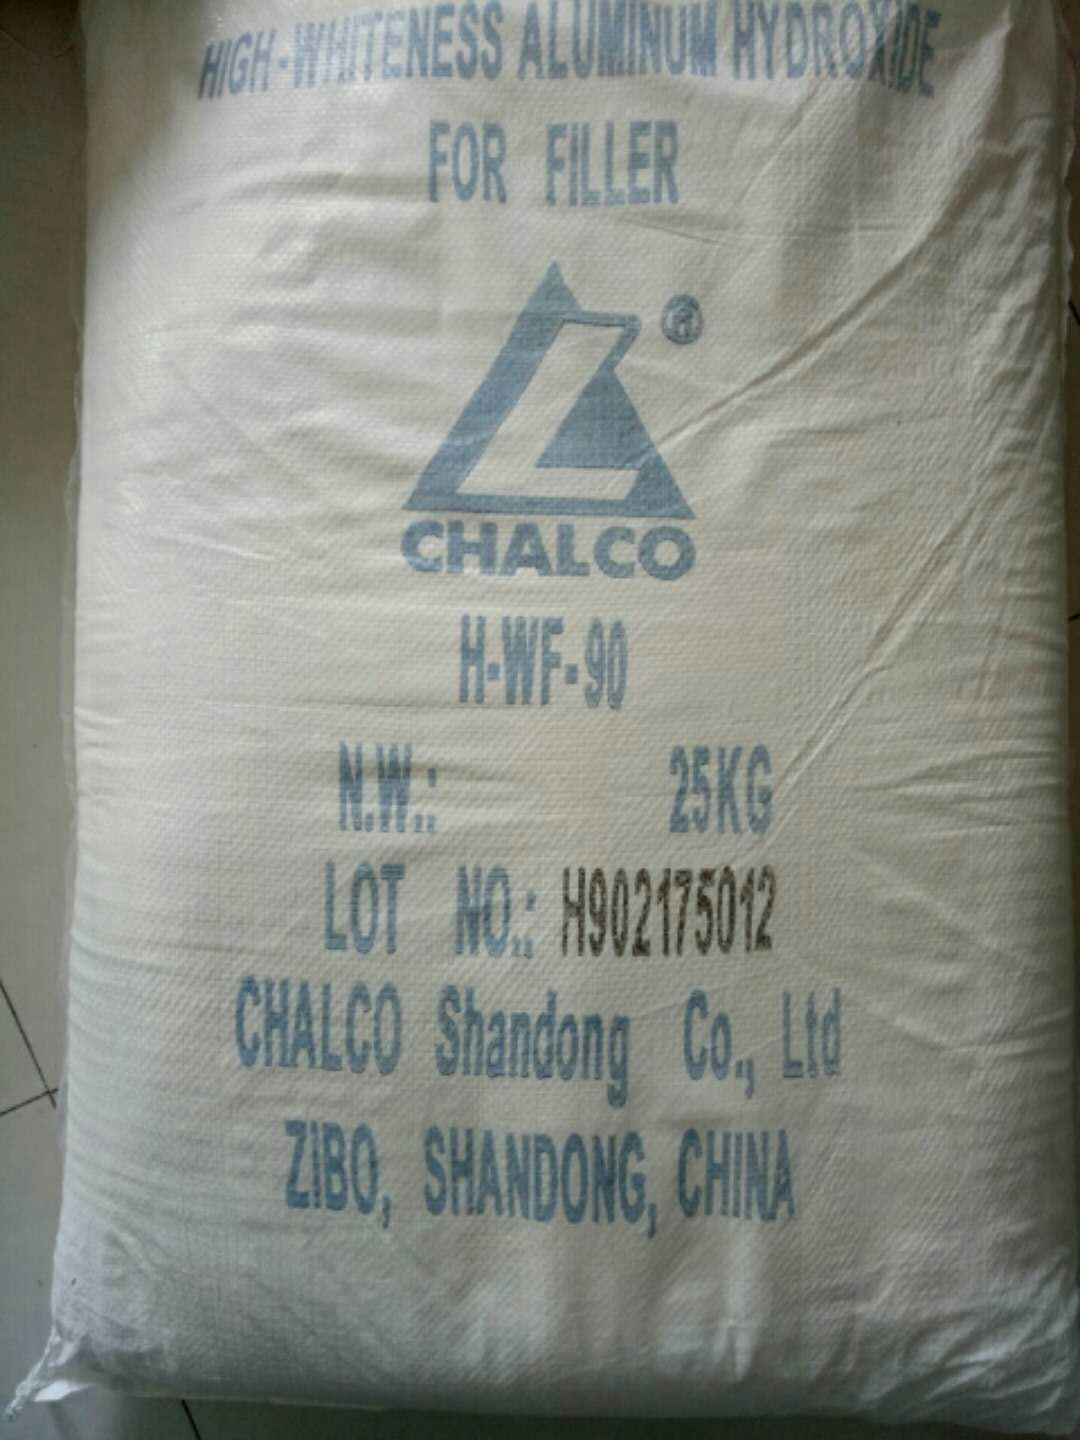 HIGH-WHITENESS ALUMINUM HYDROXIDE
FOR FILLER
®
CHALCO
H-WF-90
N.W.: 25KG
LOT NO.: H902175012
CHALCO Shandong Co., Ltd
ZIBO, SHANDONG, CHINA